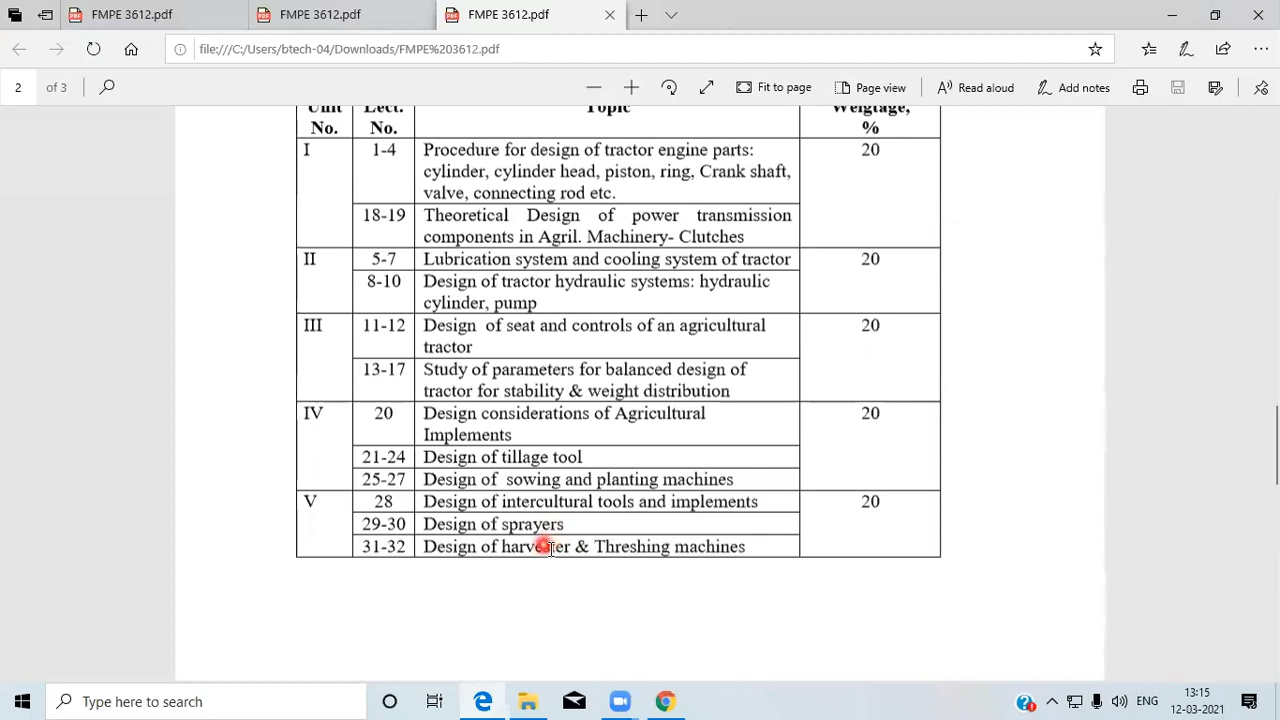 FMPE 3612.pdf
FMPE 3612.pdf
FMPE 3612.pdf
file:///C:/Users/btech-04/Downloads/FMPE%203612.pdf
2 of 3
Fit to page
Page view
Read aloud
Add notes
Unit No.
Lect. No.
Topic
Weigtage, %
I
1-4
Procedure for design of tractor engine parts:
cylinder, cylinder head, piston, ring, Crank shaft,
valve, connecting rod etc.
20
18-19
Theoretical Design of power transmission
components in Agril. Machinery- Clutches
II
5-7
Lubrication system and cooling system of tractor
20
8-10
Design of tractor hydraulic systems: hydraulic
cylinder, pump
III
11-12
Design of seat and controls of an agricultural
tractor
20
13-17
Study of parameters for balanced design of
tractor for stability & weight distribution
IV
20
Design considerations of Agricultural
Implements
20
21-24
Design of tillage tool
25-27
Design of sowing and planting machines
V
28
Design of intercultural tools and implements
20
29-30
Design of sprayers
31-32
Design of harvester & Threshing machines
Type here to search
ENG
13:15
12-03-2021